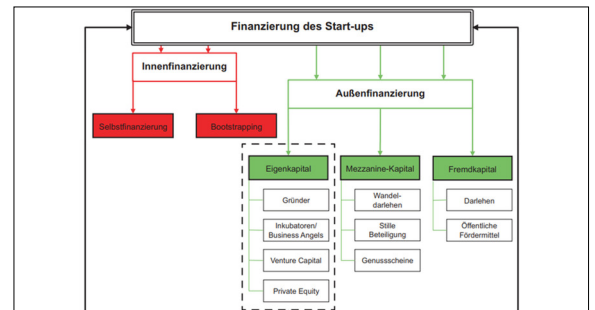 Finanzierung des Start-ups
Innenfinanzierung
Außenfinanzierung
Selbstfinanzierung
Bootstrapping
Eigenkapital
Mezzanine-Kapital
Fremdkapital
Gründer
Wandel-
darlehen
Darlehen
Inkubatoren/
Business Angels
Stille
Beteiligung
Öffentliche
Fördermittel
Venture Capital
Genussscheine
Private Equity